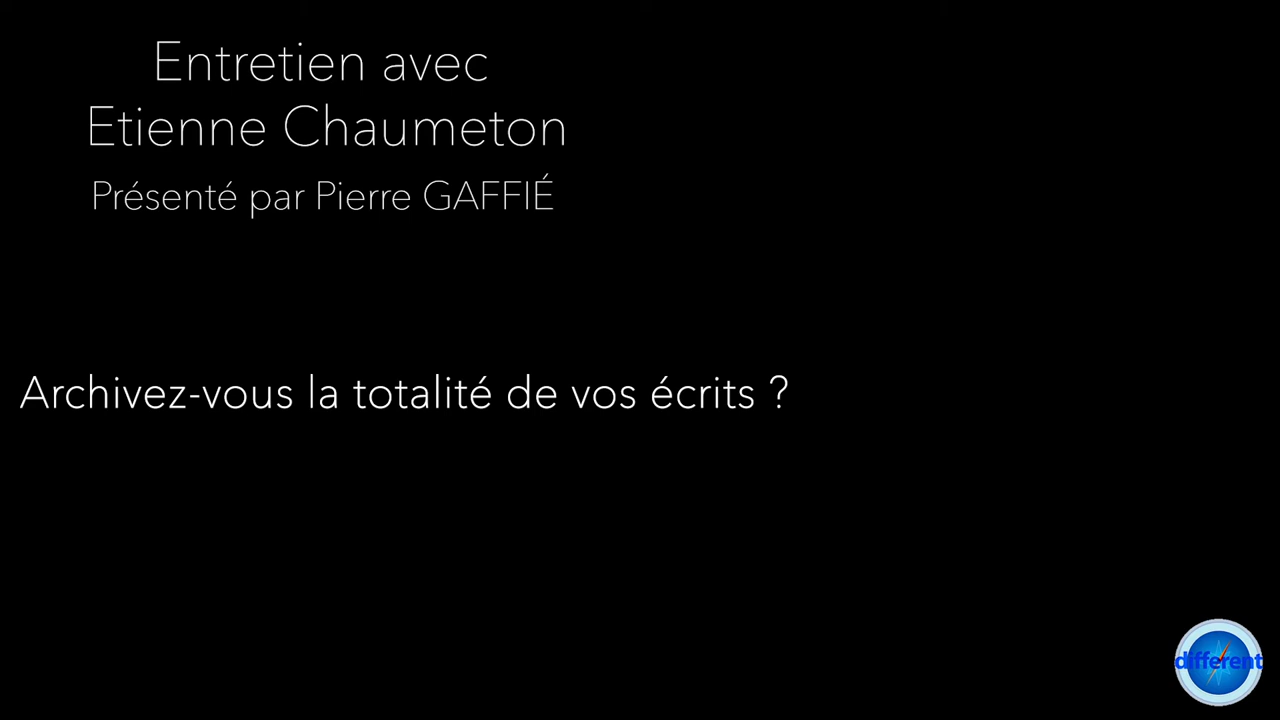 Entretien avec
Etienne Chaumeton
Présenté par Pierre GAFFIÉ
Archivez-vous la totalité de vos écrits ?
different